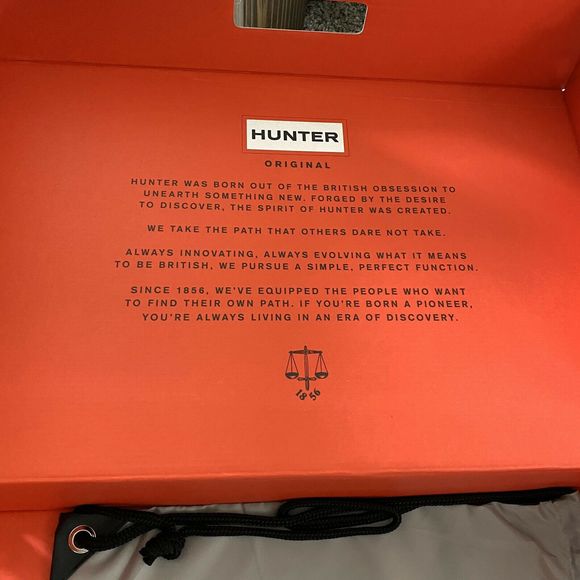 HUNTER
ORIGINAL
HUNTER WAS BORN OUT OF THE BRITISH OBSESSION TO
UNEARTH SOMETHING NEW. FORGED BY THE DESIRE
TO DISCOVER, THE SPIRIT OF HUNTER WAS CREATED.
WE TAKE THE PATH THAT OTHERS DARE NOT TAKE.
ALWAYS INNOVATING, ALWAYS EVOLVING WHAT IT MEANS
TO BE BRITISH, WE PURSUE A SIMPLE, PERFECT FUNCTION.
SINCE 1856, WE'VE EQUIPPED THE PEOPLE WHO WANT
TO FIND THEIR OWN PATH. IF YOU'RE BORN A PIONEER,
YOU'RE ALWAYS LIVING IN AN ERA OF DISCOVERY.
1856